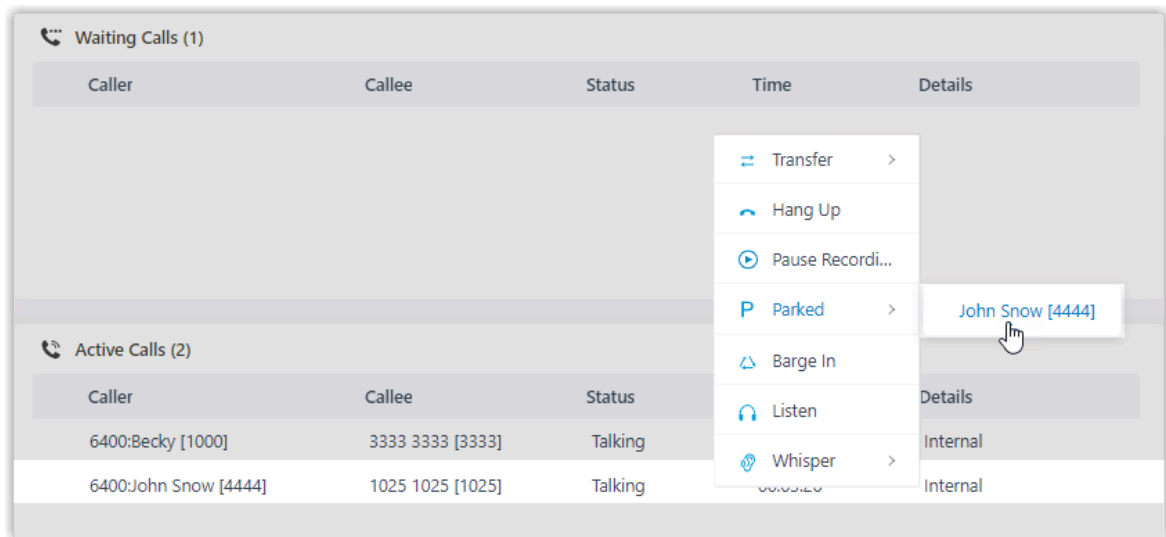 Waiting Calls (1)
Caller Callee Status Time Details
Transfer
Hang Up
Pause Recordi...
P Parked John Snow [4444]
Barge In
Listen
Whisper
Active Calls (2)
Caller Callee Status Details
6400:Becky [1000] 3333 3333 [3333] Talking Internal
6400:John Snow [4444] 1025 1025 [1025] Talking Internal